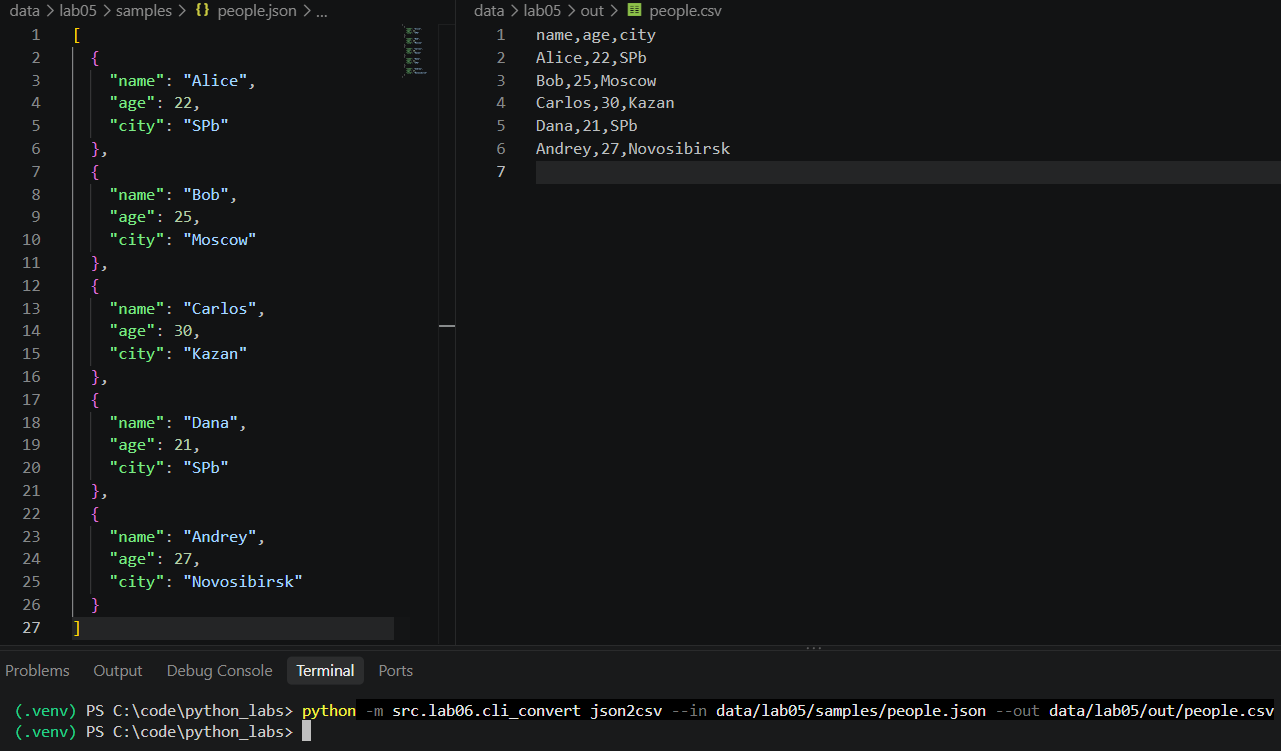 data > lab05 > samples > {} people.json > ...
1 [
2 {
3 "name": "Alice",
4 "age": 22,
5 "city": "SPb"
6 },
7 {
8 "name": "Bob",
9 "age": 25,
10 "city": "Moscow"
11 },
12 {
13 "name": "Carlos",
14 "age": 30,
15 "city": "Kazan"
16 },
17 {
18 "name": "Dana",
19 "age": 21,
20 "city": "SPb"
21 },
22 {
23 "name": "Andrey",
24 "age": 27,
25 "city": "Novosibirsk"
26 }
27 ]
data > lab05 > out > people.csv
1 name,age,city
2 Alice,22,SPb
3 Bob,25,Moscow
4 Carlos,30,Kazan
5 Dana,21,SPb
6 Andrey,27,Novosibirsk
7
Problems Output Debug Console Terminal Ports
(.venv) PS C:\code\python_labs> python -m src.lab06.cli_convert json2csv --in data/lab05/samples/people.json --out data/lab05/out/people.csv
(.venv) PS C:\code\python_labs>